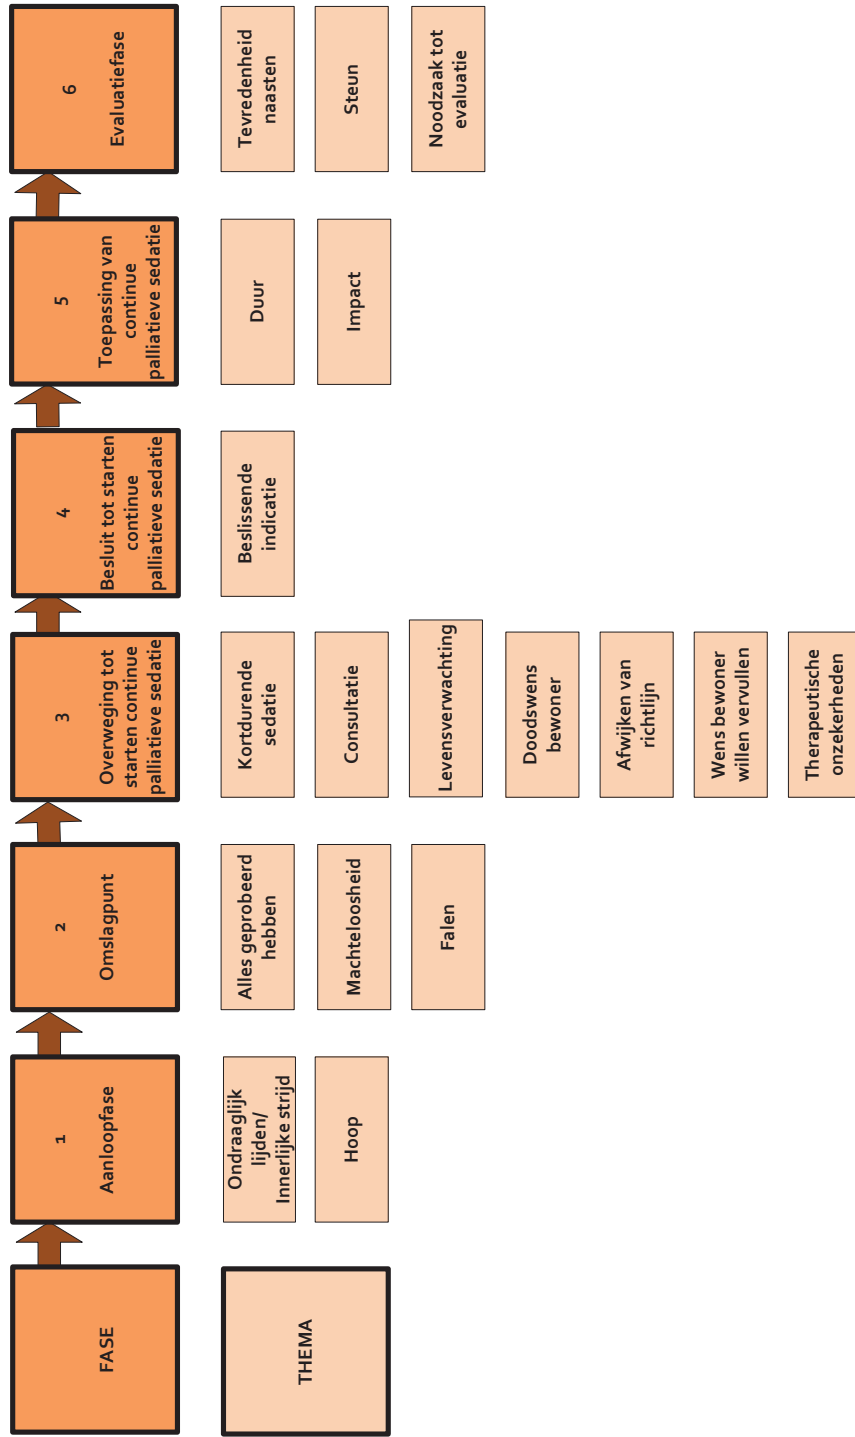 FASE
1
Aanloopfase
2
Omslagpunt
3
Overweging tot
starten continue
palliatieve sedatie
4
Besluit tot starten
continue
palliatieve sedatie
5
Toepassing van
continue
palliatieve sedatie
6
Evaluatiefase
THEMA
Ondraaglijk
lijden/
Innerlijke strijd
Hoop
Alles geprobeerd
hebben
Machteloosheid
Falen
Kortdurende
sedatie
Consultatie
Levensverwachting
Doodswens
bewoner
Afwijken van
richtlijn
Wens bewoner
willen vervullen
Therapeutische
onzekerheden
Beslissende
indicatie
Duur
Impact
Tevredenheid
naasten
Steun
Noodzaak tot
evaluatie